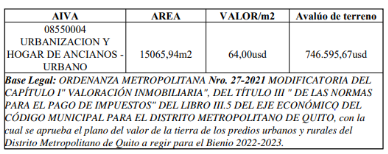 AIVA AREA VALOR/m2 Avalúo de terreno
08550004
URBANIZACION Y
HOGAR DE ANCIANOS -
URBANO
15065,94m2 64,00usd 746.595,67usd
Base Legal: ORDENANZA METROPOLITANA Nro. 27-2021 MODIFICATORIA DEL
CAPÍTULO I" VALORACIÓN INMOBILIARIA", DEL TÍTULO III " DE LAS NORMAS
PARA EL PAGO DE IMPUESTOS" DEL LIBRO III.5 DEL EJE ECONÓMICO DEL
CÓDIGO MUNICIPAL PARA EL DISTRITO METROPOLITANO DE QUITO, con la
cual se aprueba el plano del valor de la tierra de los predios urbanos y rurales del
Distrito Metropolitano de Quito a regir para el Bienio 2022-2023.